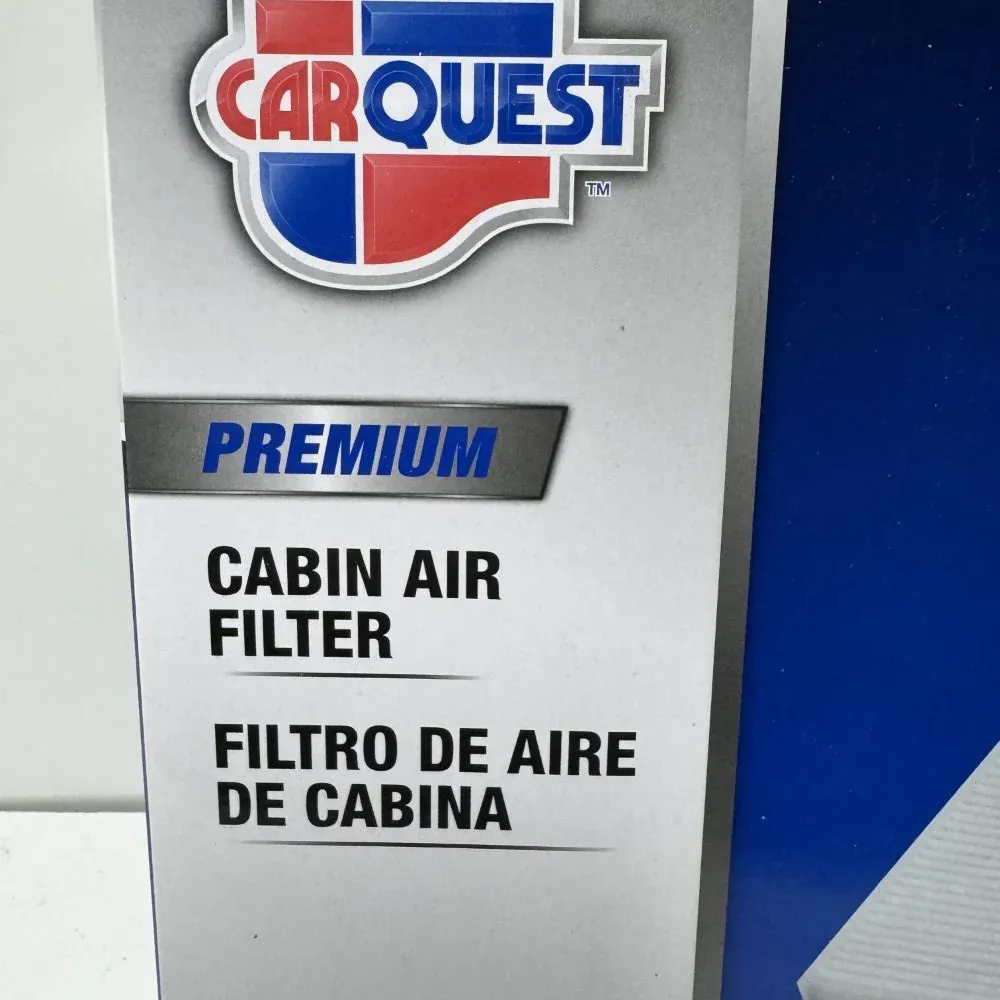 CARQUEST
TM
PREMIUM
CABIN AIR
FILTER
FILTRO DE AIRE
DE CABINA